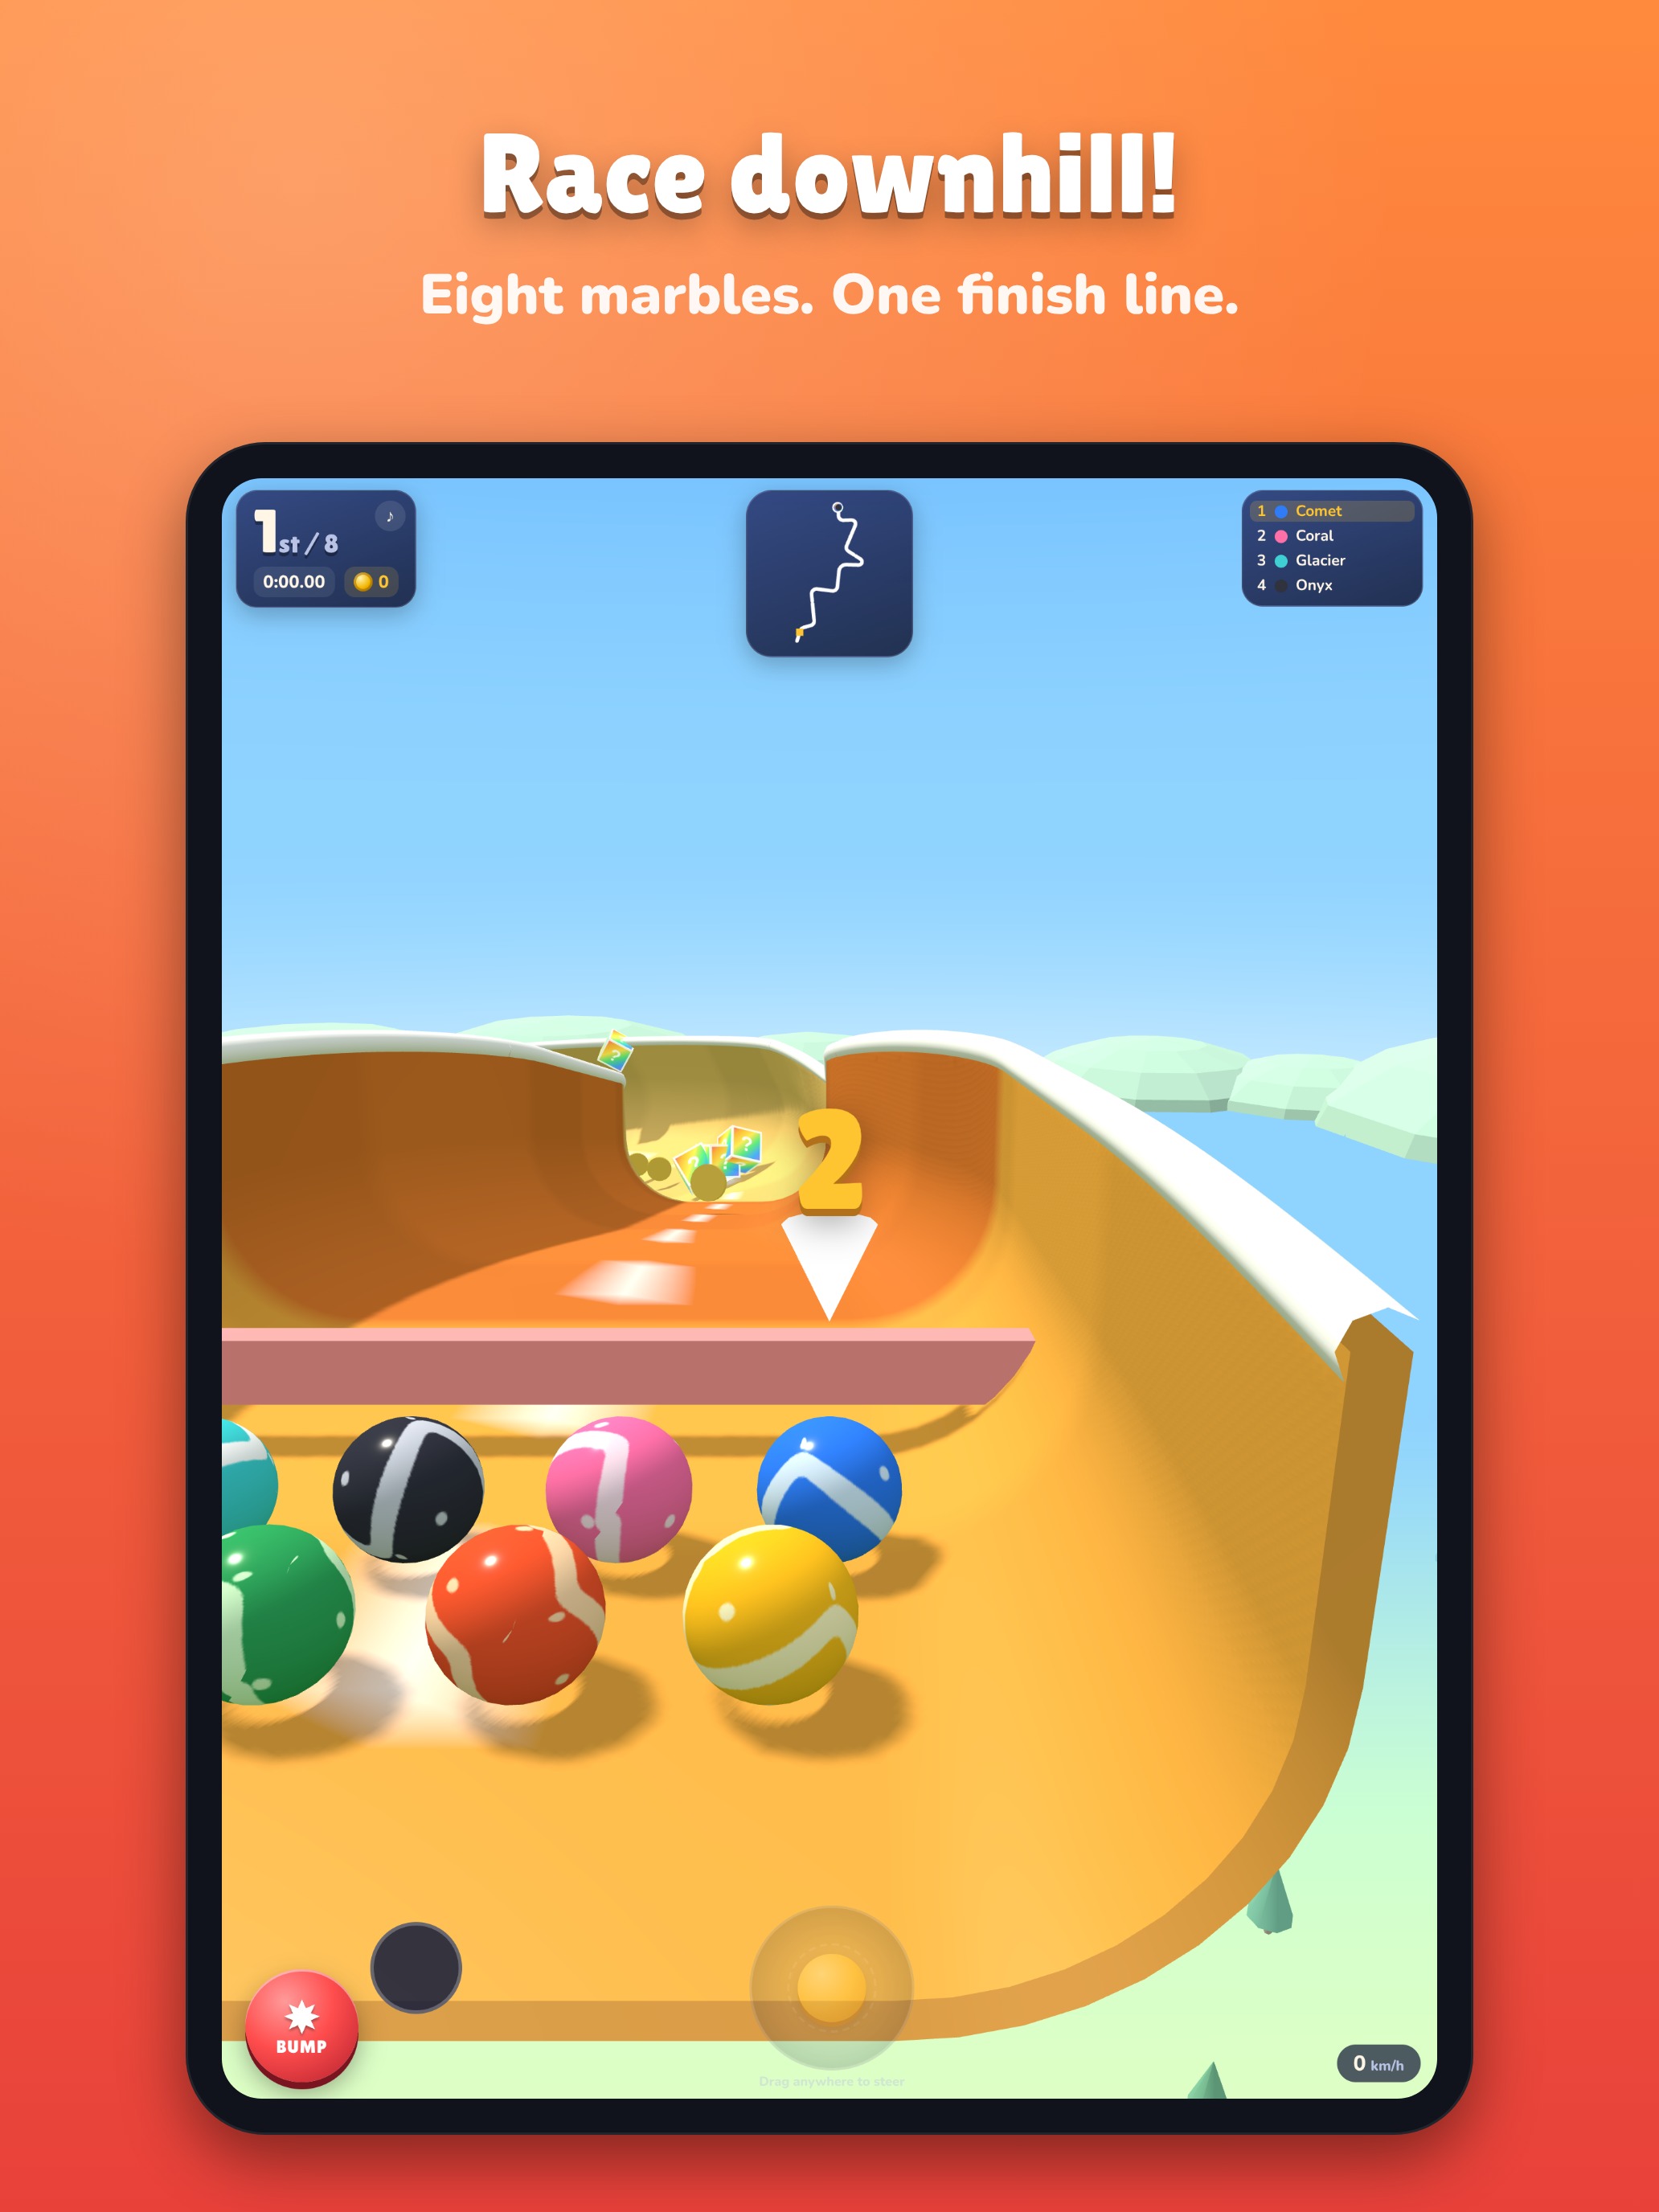 Race downhill!
Eight marbles. One finish line.
1st / 8
0:00.00 0
1 Comet
2 Coral
3 Glacier
4 Onyx
?
?
?
?
2
BUMP
Drag anywhere to steer
0 km/h